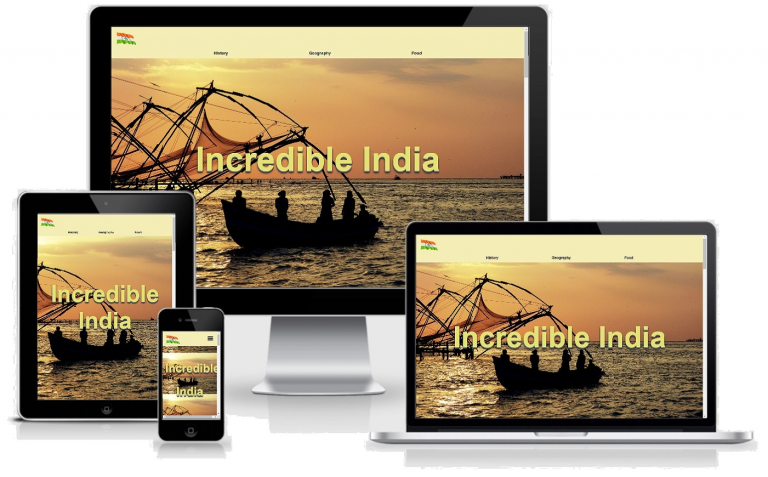 History Geography Food
Incredible India
History Geography Food
Incredible
India
History Geography Food
Incredible India
Incredible
India